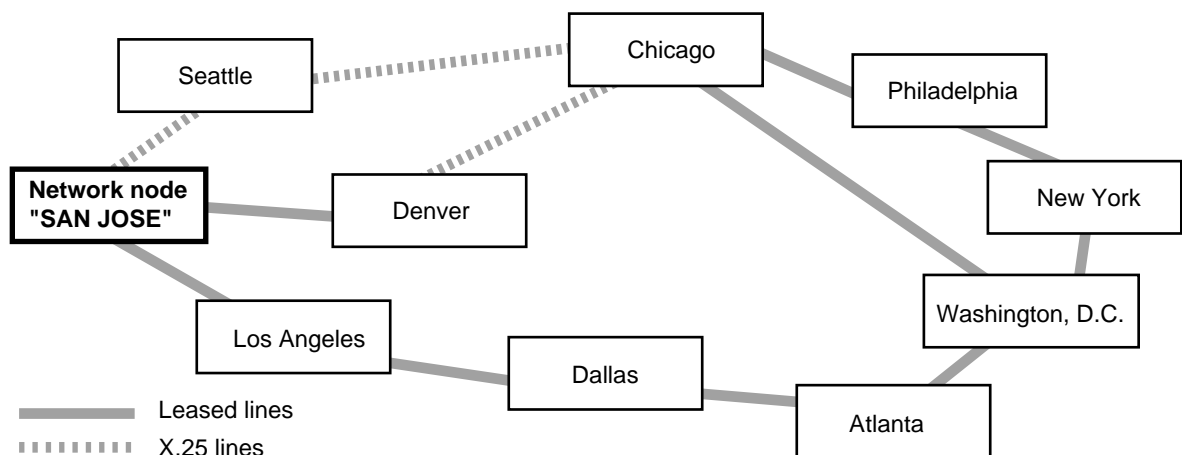 Chicago
Seattle
Philadelphia
Network node
"SAN JOSE"
Denver
New York
Washington, D.C.
Los Angeles
Dallas
Atlanta
Leased lines
X.25 lines